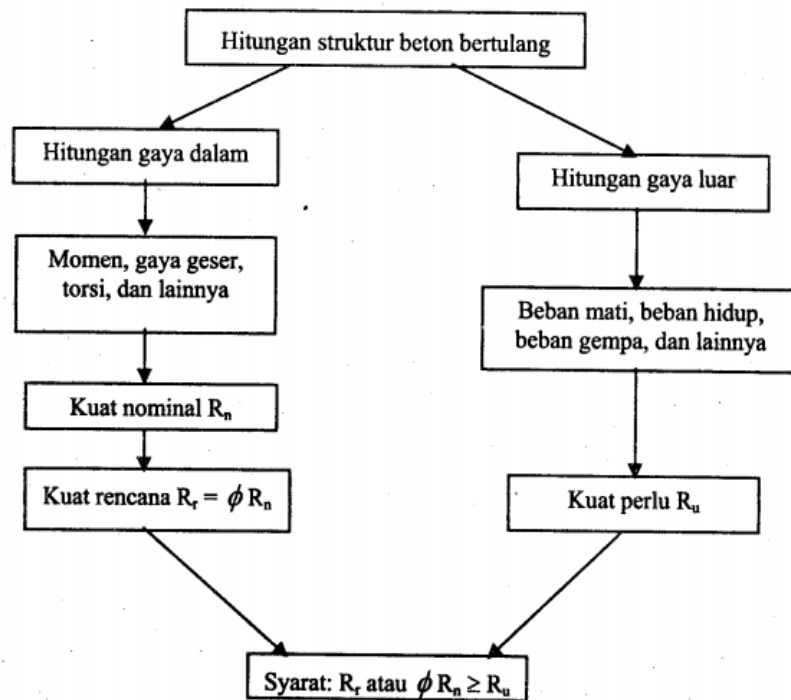 Hitungan struktur beton bertulang
Hitungan gaya dalam
Momen, gaya geser,
torsi, dan lainnya
Kuat nominal Rₙ
Kuat rencana Rᵣ = ϕ Rₙ
Hitungan gaya luar
Beban mati, beban hidup,
beban gempa, dan lainnya
Kuat perlu Rᵤ
Syarat: Rᵣ atau ϕ Rₙ ≥ Rᵤ